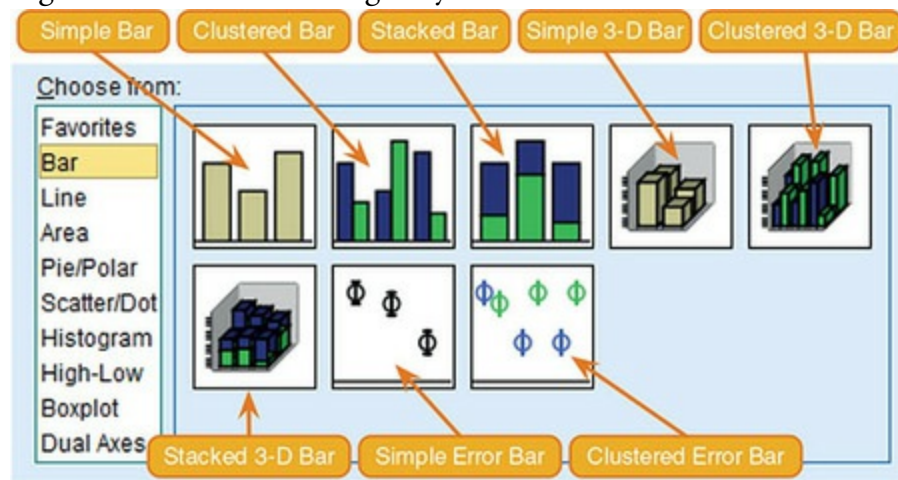 Simple Bar
Clustered Bar
Stacked Bar
Simple 3-D Bar
Clustered 3-D Bar
Choose from:
Favorites
Bar
Line
Area
Pie/Polar
Scatter/Dot
Histogram
High-Low
Boxplot
Dual Axes
Stacked 3-D Bar
Simple Error Bar
Clustered Error Bar